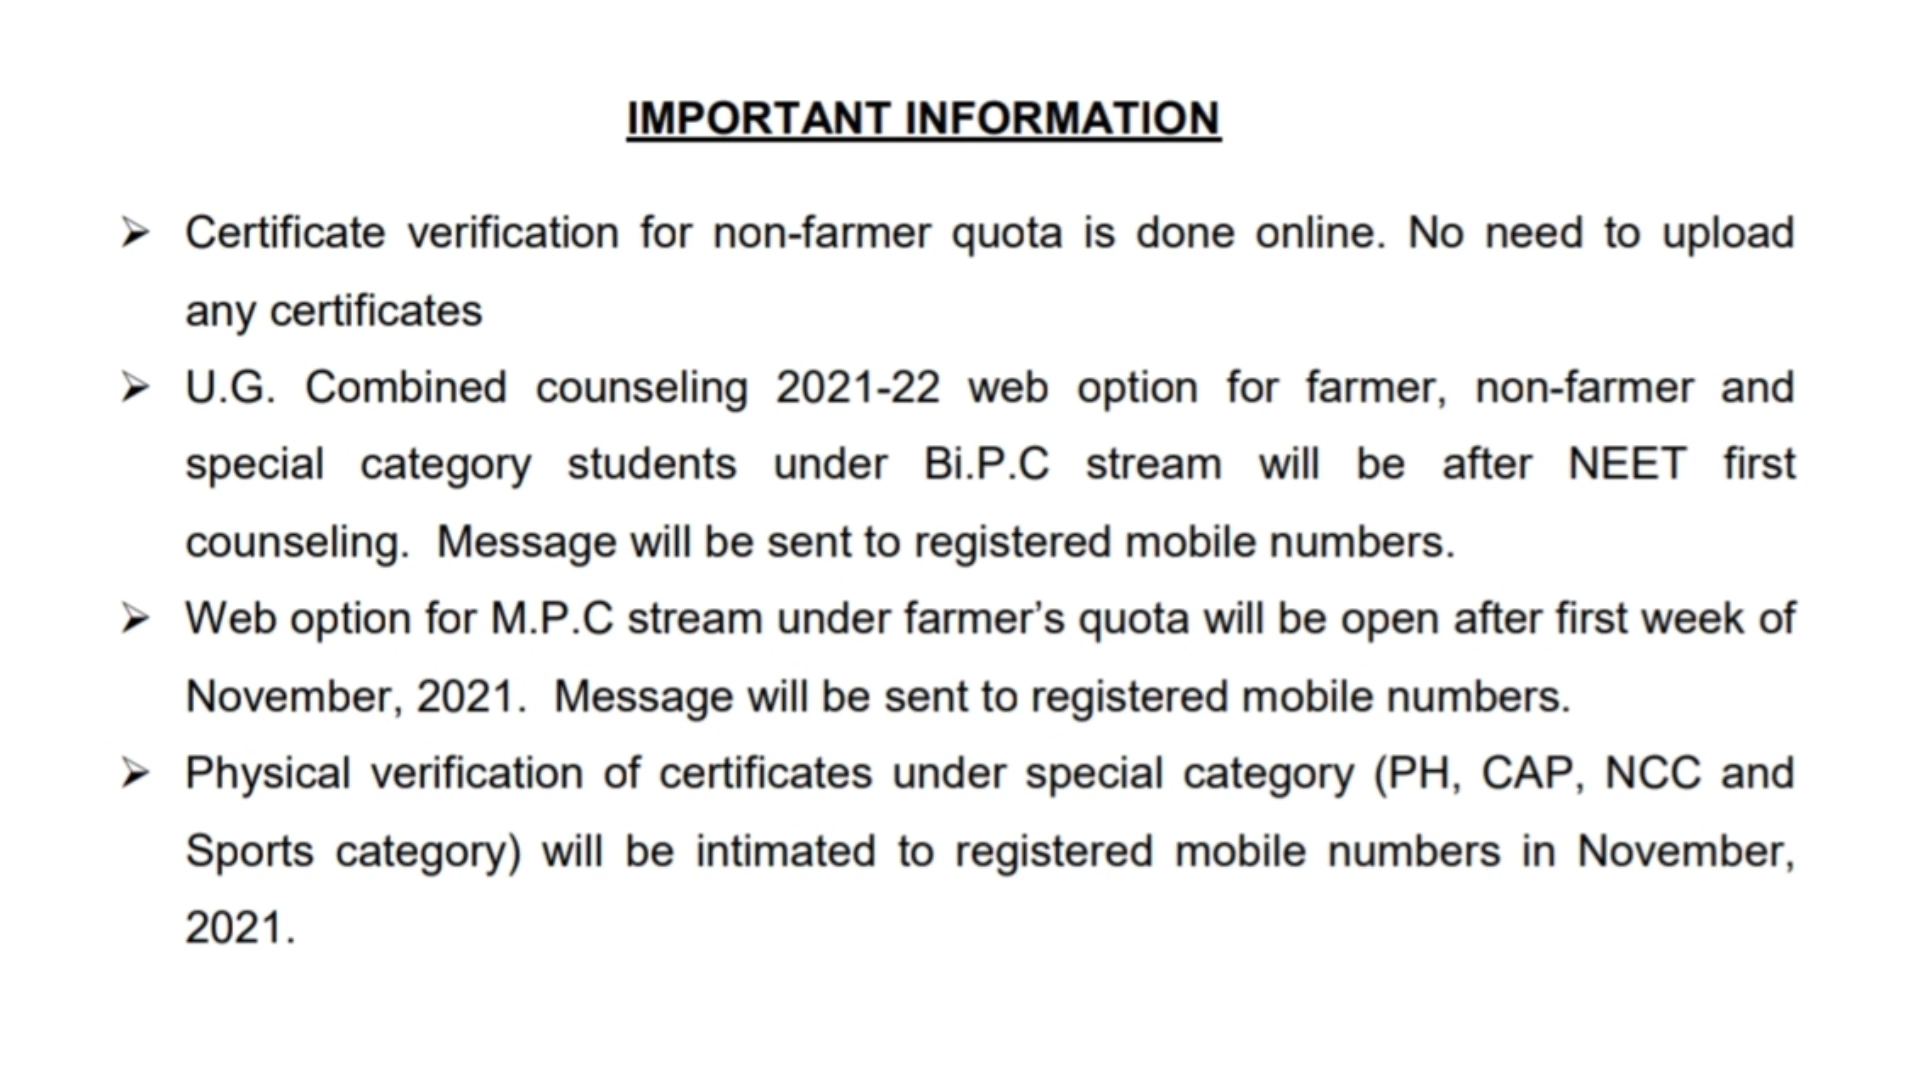 IMPORTANT INFORMATION
➢ Certificate verification for non-farmer quota is done online. No need to upload
any certificates
➢ U.G. Combined counseling 2021-22 web option for farmer, non-farmer and
special category students under Bi.P.C stream will be after NEET first
counseling. Message will be sent to registered mobile numbers.
➢ Web option for M.P.C stream under farmer’s quota will be open after first week of
November, 2021. Message will be sent to registered mobile numbers.
➢ Physical verification of certificates under special category (PH, CAP, NCC and
Sports category) will be intimated to registered mobile numbers in November,
2021.